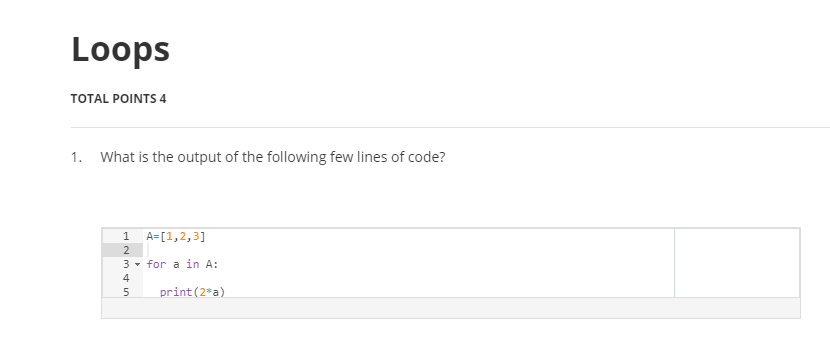 Loops
TOTAL POINTS 4
1. What is the output of the following few lines of code?
1 A=[1,2,3]
2
3 for a in A:
4
5 print(2*a)